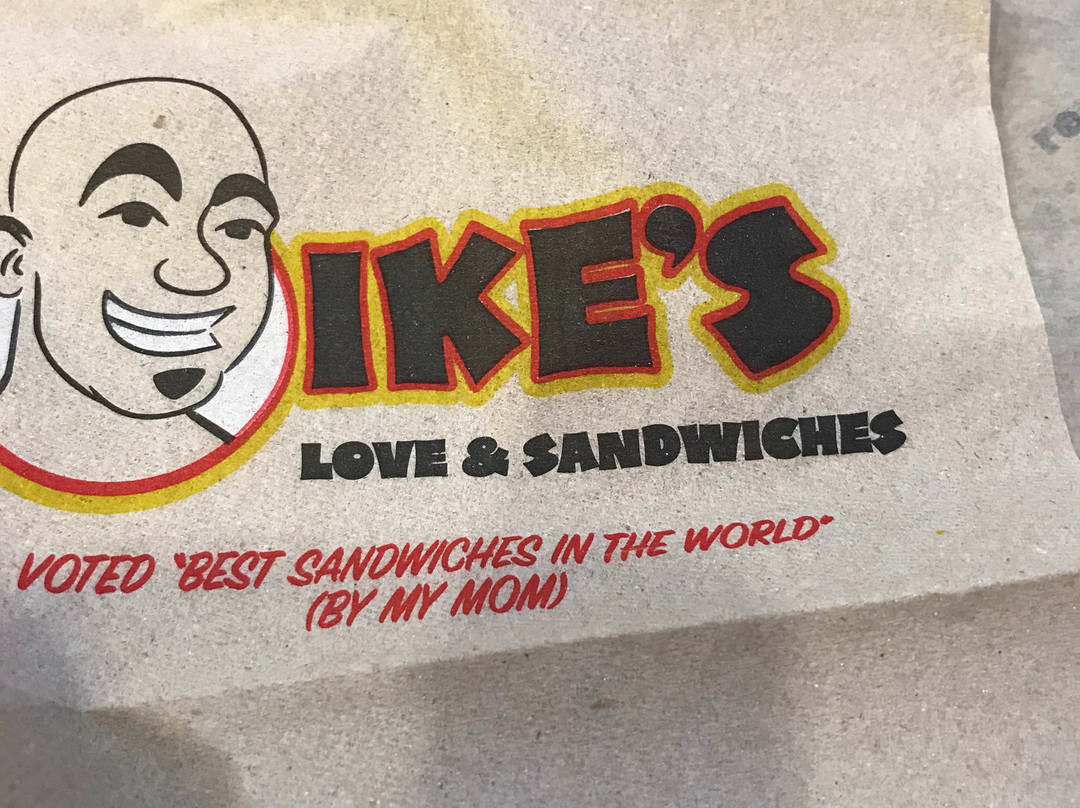 IKE'S
LOVE & SANDWICHES
VOTED "BEST SANDWICHES IN THE WORLD"
(BY MY MOM)